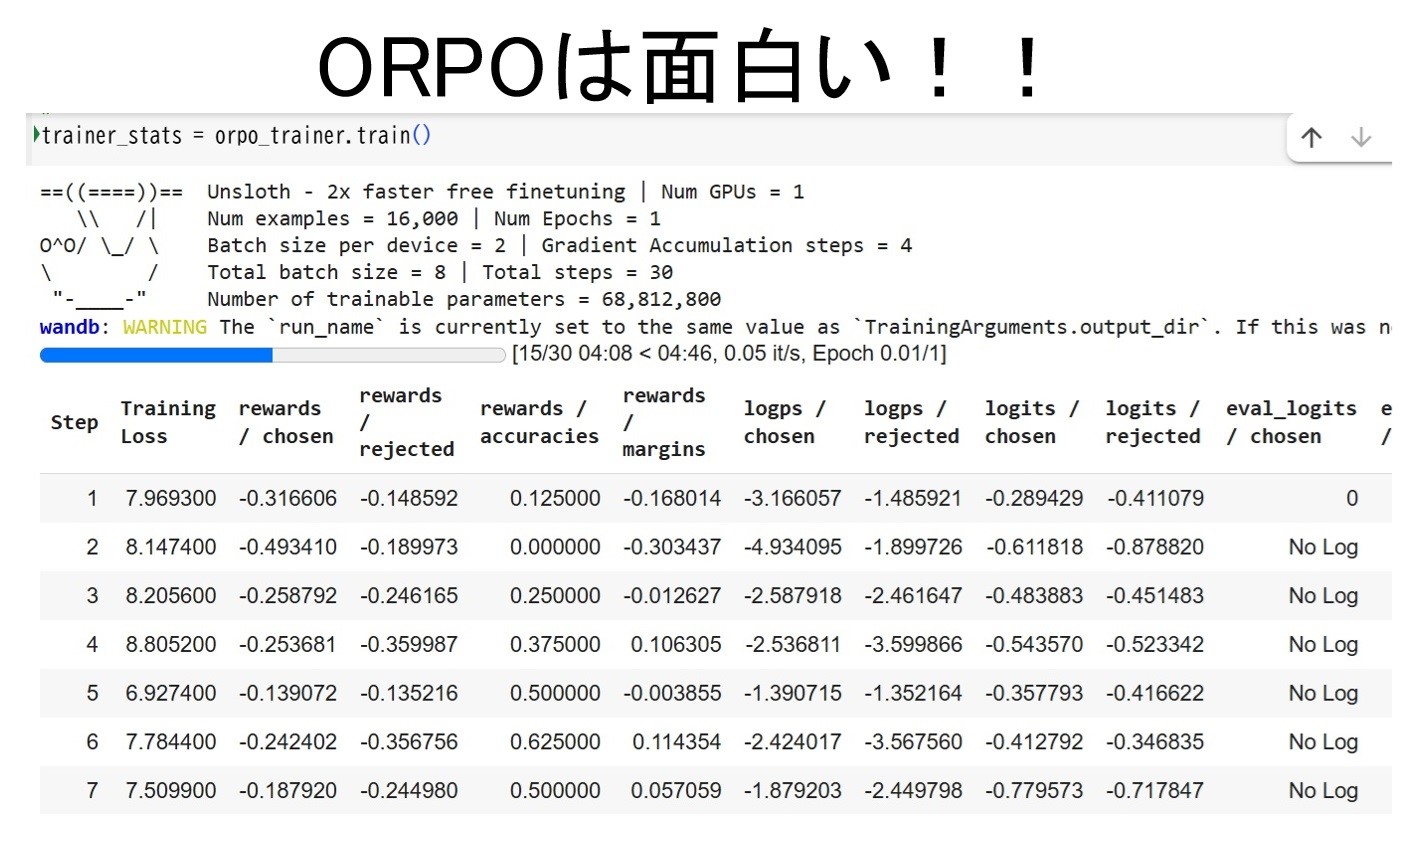 ORPOは面白い！！
trainer_stats = orpo_trainer.train()
==((====))==  Unsloth - 2x faster free finetuning | Num GPUs = 1
   \\   /|    Num examples = 16,000 | Num Epochs = 1
O^O/ \_/ \    Batch size per device = 2 | Gradient Accumulation steps = 4
\        /    Total batch size = 8 | Total steps = 30
 "-____-"     Number of trainable parameters = 68,812,800
wandb: WARNING The `run_name` is currently set to the same value as `TrainingArguments.output_dir`. If this was
[15/30 04:08 < 04:46, 0.05 it/s, Epoch 0.01/1]
Step Training Loss rewards / chosen rewards / rejected rewards / accuracies rewards / margins logps / chosen logps / rejected logits / chosen logits / rejected eval_logits / chosen
1 7.969300 -0.316606 -0.148592 0.125000 -0.168014 -3.166057 -1.485921 -0.289429 -0.411079 0
2 8.147400 -0.493410 -0.189973 0.000000 -0.303437 -4.934095 -1.899726 -0.611818 -0.878820 No Log
3 8.205600 -0.258792 -0.246165 0.250000 -0.012627 -2.587918 -2.461647 -0.483883 -0.451483 No Log
4 8.805200 -0.253681 -0.359987 0.375000 0.106305 -2.536811 -3.599866 -0.543570 -0.523342 No Log
5 6.927400 -0.139072 -0.135216 0.500000 -0.003855 -1.390715 -1.352164 -0.357793 -0.416622 No Log
6 7.784400 -0.242402 -0.356756 0.625000 0.114354 -2.424017 -3.567560 -0.412792 -0.346835 No Log
7 7.509900 -0.187920 -0.244980 0.500000 0.057059 -1.879203 -2.449798 -0.779573 -0.717847 No Log